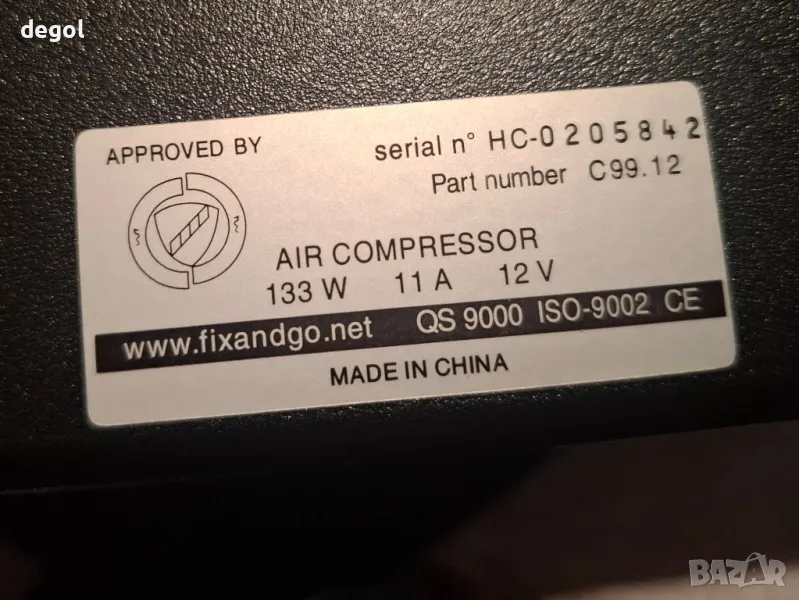 degol
APPROVED BY
serial n° HC-0205842
Part number C99.12
AIR COMPRESSOR
133 W 11 A 12 V
www.fixandgo.net QS 9000 ISO-9002 CE
MADE IN CHINA
BAZAR